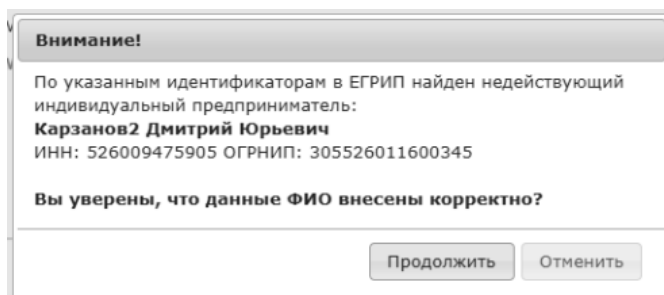 Внимание!
По указанным идентификаторам в ЕГРИП найден недействующий
индивидуальный предприниматель:
Карзанов2 Дмитрий Юрьевич
ИНН: 526009475905 ОГРНИП: 305526011600345
Вы уверены, что данные ФИО внесены корректно?
Продолжить Отменить